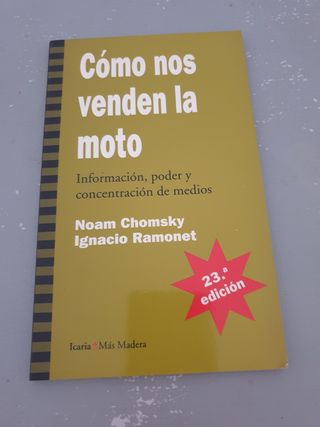 Cómo nos
venden la
moto
Información, poder y
concentración de medios
Noam Chomsky
Ignacio Ramonet
23.ª
edición
Icaria * Más Madera